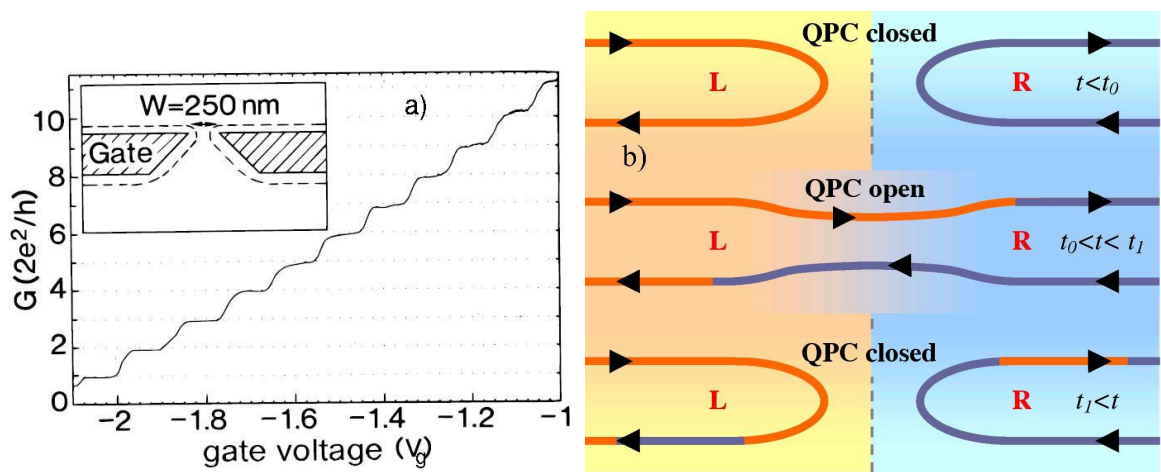 W=250 nm
a)
Gate
10
8
6
4
2
0
G (2e²/h)
-2
-1.8
-1.6
-1.4
-1.2
-1
gate voltage (Vg)
QPC closed
L
R
t<t₀
b)
QPC open
L
R
t₀<t< t₁
QPC closed
L
R
t₁<t